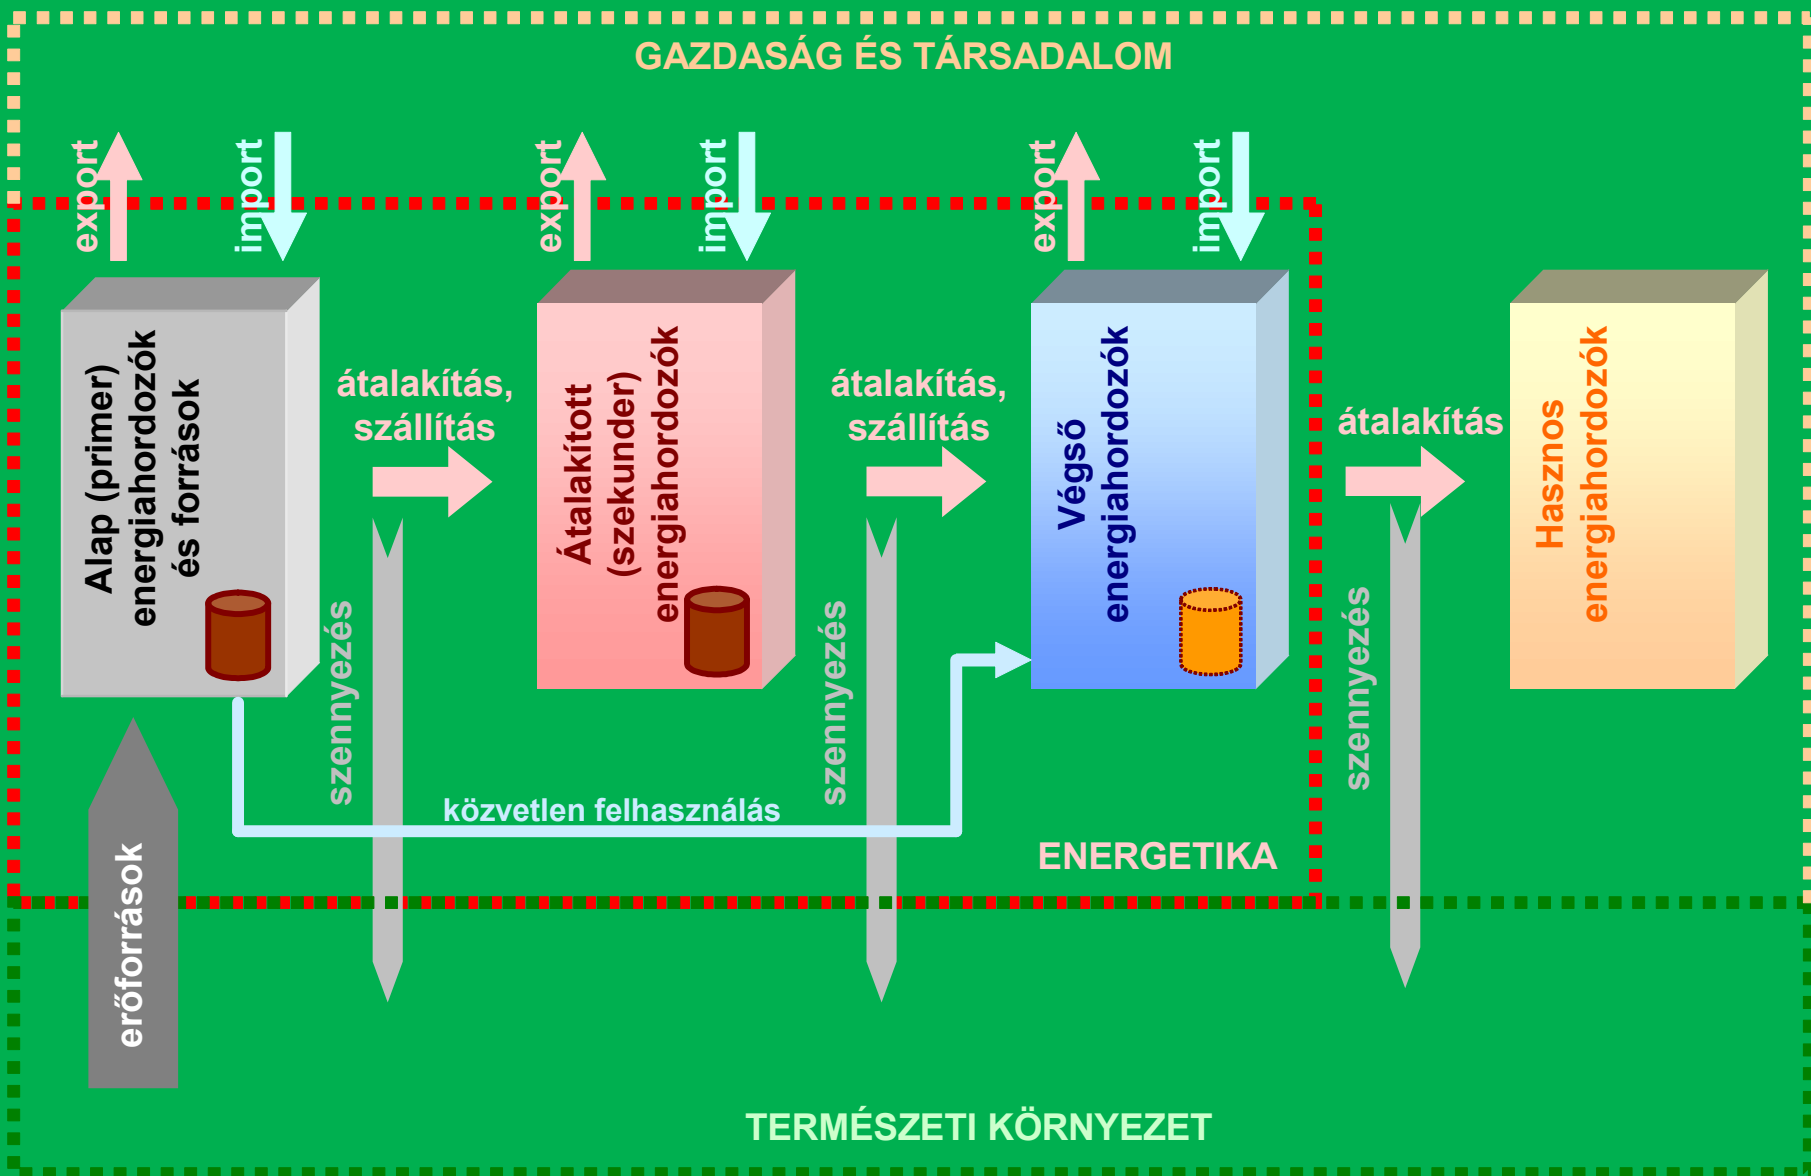 GAZDASÁG ÉS TÁRSADALOM
export
import
export
import
export
import
Alap (primer)
energiahordozók
és források
átalakítás,
szállítás
Átalakított
(szekunder)
energiahordozók
átalakítás,
szállítás
Végső
energiahordozók
átalakítás
Hasznos
energiahordozók
szennyezés
szennyezés
szennyezés
közvetlen felhasználás
ENERGETIKA
erőforrások
TERMÉSZETI KÖRNYEZET